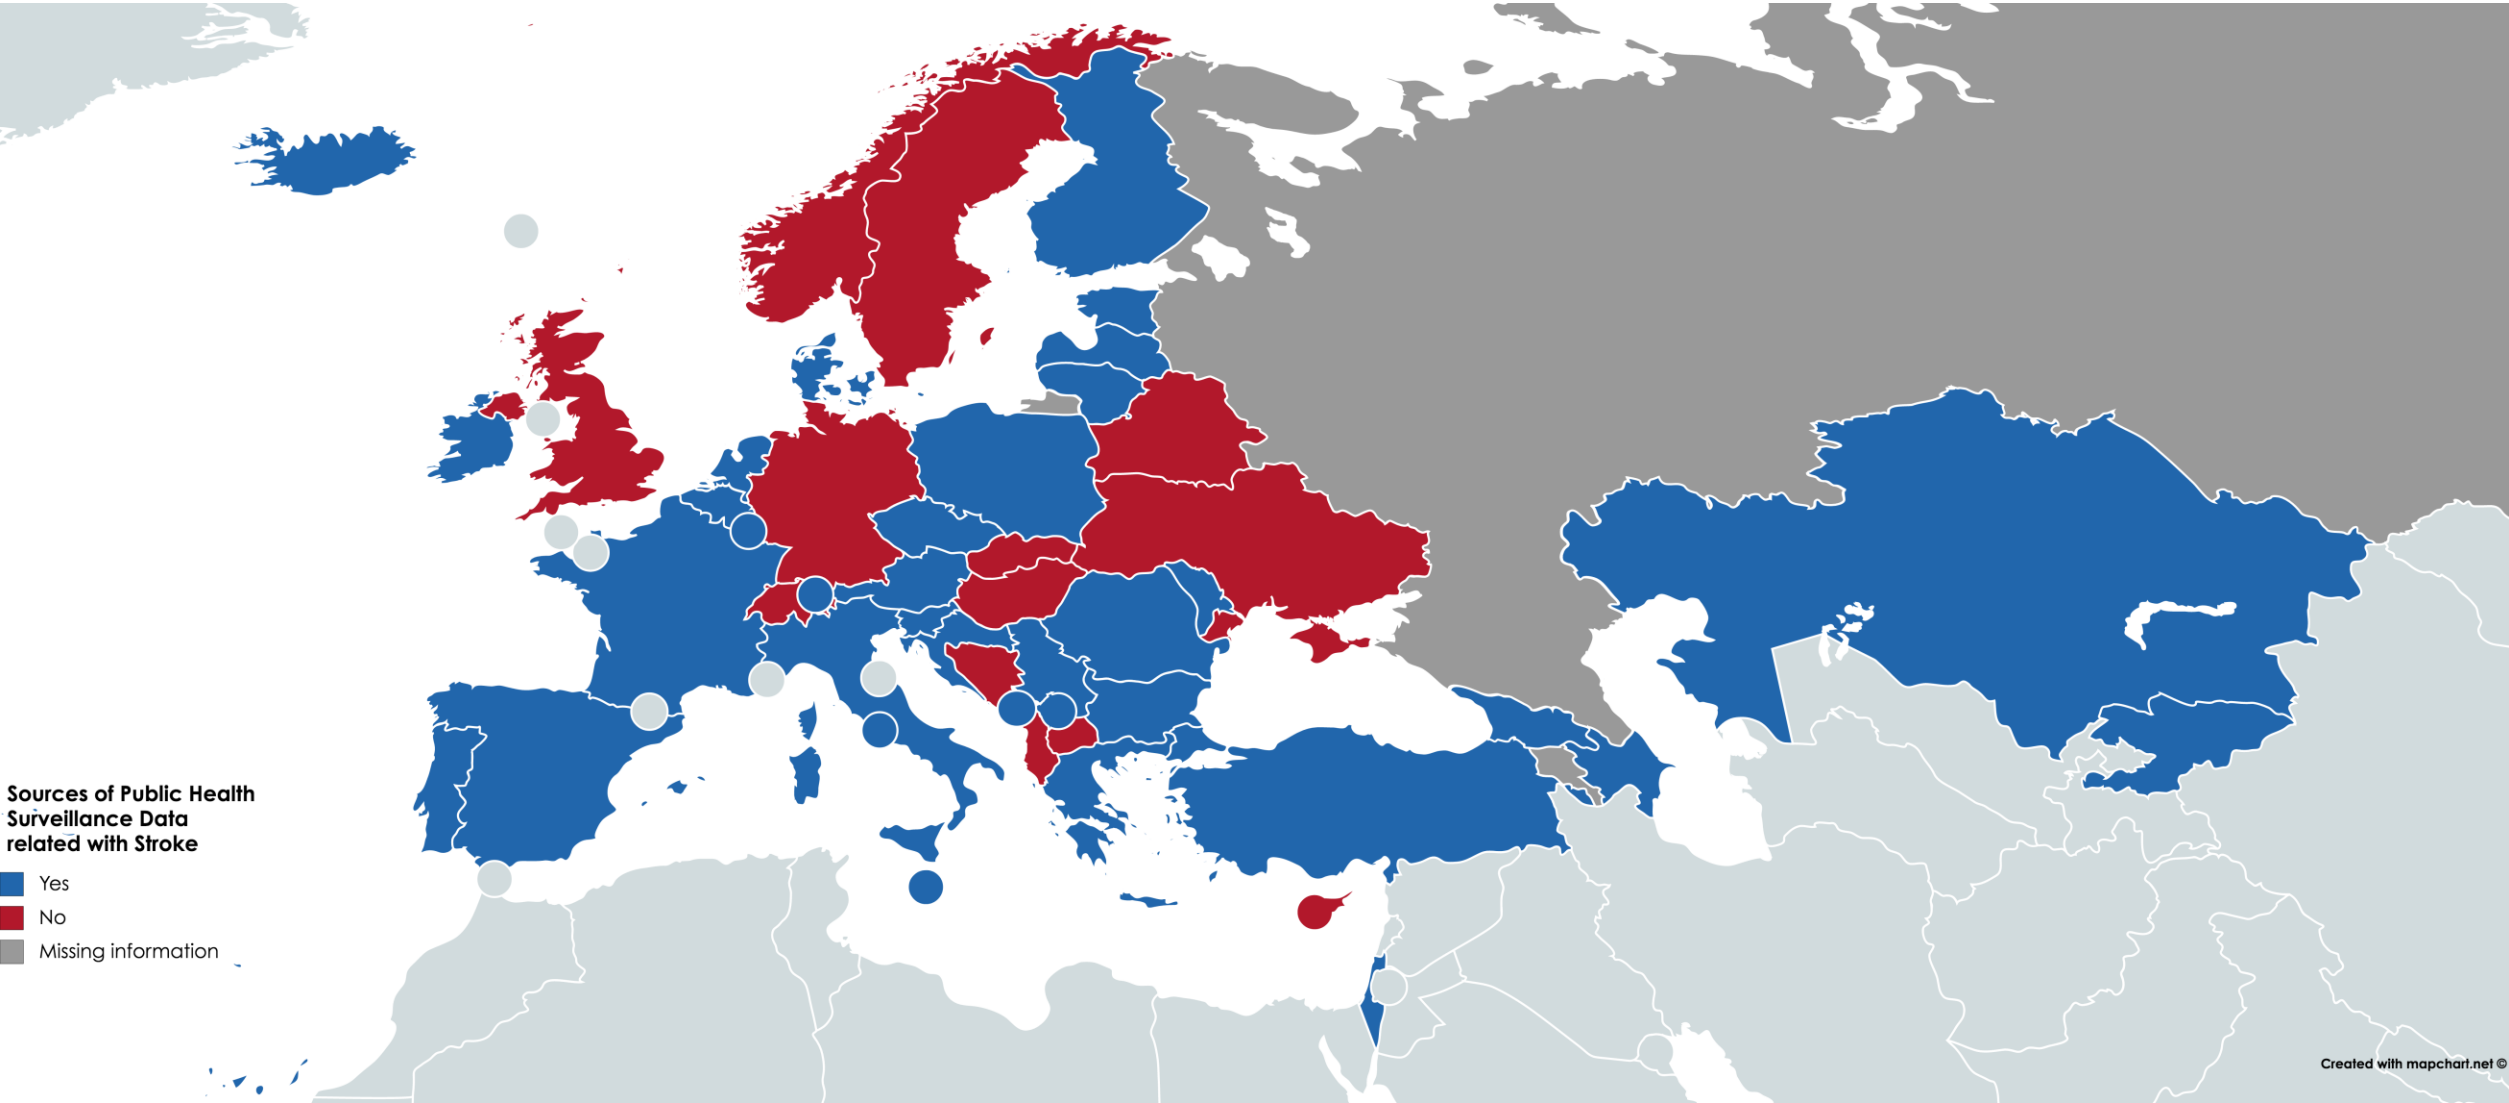 Sources of Public Health
Surveillance Data
related with Stroke
Yes
No
Missing information
Created with mapchart.net ©